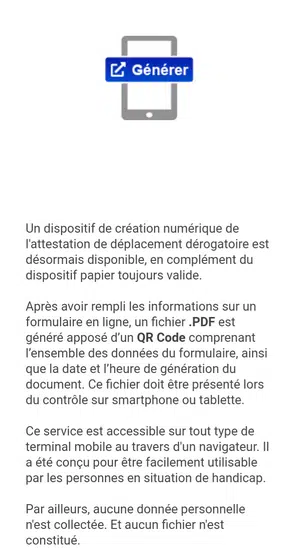 Générer
Un dispositif de création numérique de
l'attestation de déplacement dérogatoire est
désormais disponible, en complément du
dispositif papier toujours valide.
Après avoir rempli les informations sur un
formulaire en ligne, un fichier .PDF est
généré apposé d’un QR Code comprenant
l’ensemble des données du formulaire, ainsi
que la date et l’heure de génération du
document. Ce fichier doit être présenté lors
du contrôle sur smartphone ou tablette.
Ce service est accessible sur tout type de
terminal mobile au travers d'un navigateur. Il
a été conçu pour être facilement utilisable
par les personnes en situation de handicap.
Par ailleurs, aucune donnée personnelle
n'est collectée. Et aucun fichier n'est
constitué.